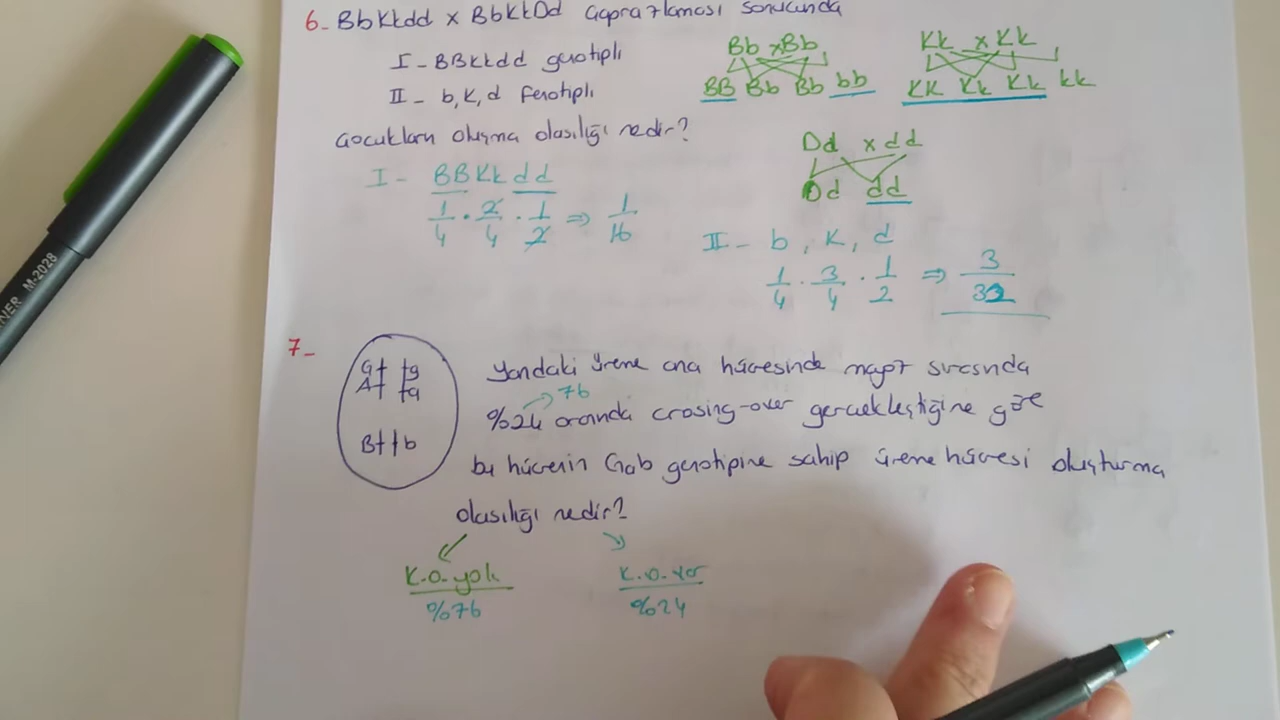 6- BbKkdd x BbKkDd Çaprazlaması sonucunda
I - BBKkdd genotipli
II - b, K, d fenotipli
çocukların oluşma olasılığı nedir?
Bb x Bb
BB Bb Bb bb
Kk x Kk
KK Kk Kk kk
Dd x dd
Dd dd
I - BBKkdd
1/4 . 2/4 . 1/2 ⇒ 1/16
II - b, K, d
1/4 . 3/4 . 1/2 ⇒ 3/32
7-
G g
A a
B b
Yandaki üreme ana hücresinde mayoz sırasında
76
%24 oranda crosing-over gerçekleştiğine göre
bu hücrenin Gab genotipine sahip üreme hücresi oluşturma
olasılığı nedir?
K.O. yok
%76
K.O. var
%24
M-2028